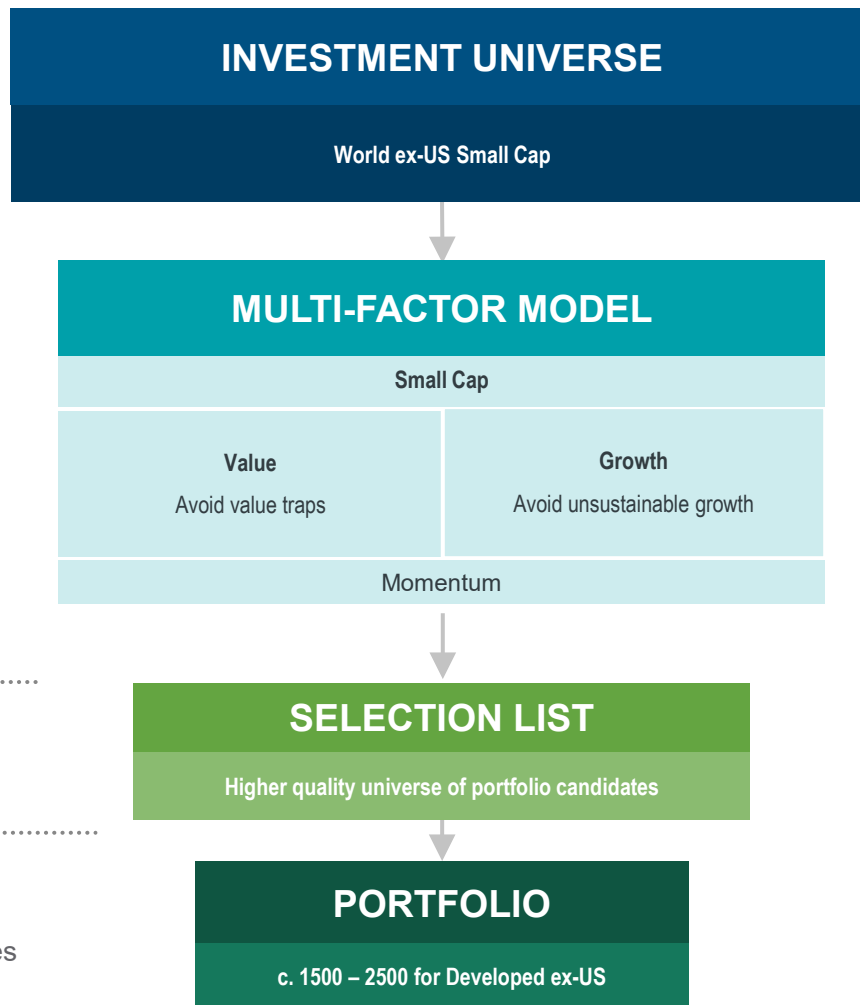 INVESTMENT UNIVERSE
World ex-US Small Cap
MULTI-FACTOR MODEL
Small Cap
Value
Avoid value traps
Growth
Avoid unsustainable growth
Momentum
SELECTION LIST
Higher quality universe of portfolio candidates
PORTFOLIO
es
c. 1500 – 2500 for Developed ex-US